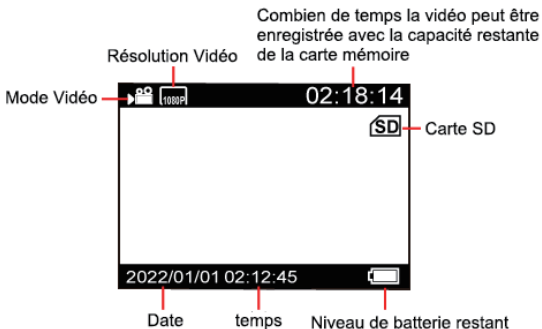 Combien de temps la vidéo peut être
enregistrée avec la capacité restante
de la carte mémoire
Résolution Vidéo
Mode Vidéo
1080P
02:18:14
SD
Carte SD
2022/01/01 02:12:45
Date
temps
Niveau de batterie restant